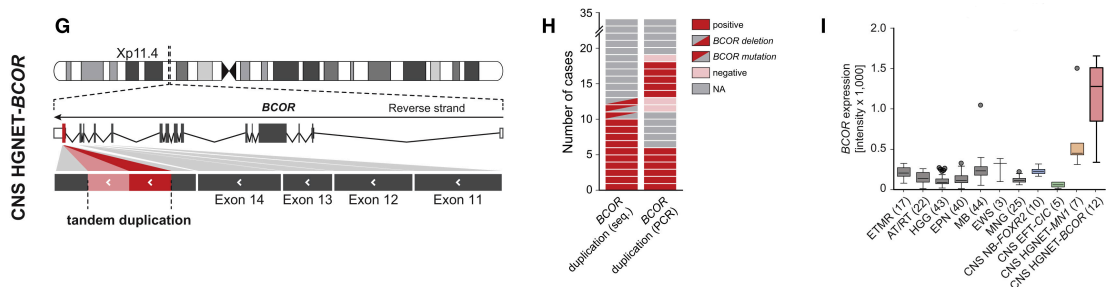 G
CNS HGNET-BCOR
Xp11.4
BCOR
Reverse strand
Exon 14
Exon 13
Exon 12
Exon 11
tandem duplication
H
Number of cases
20
15
10
5
0
BCOR
duplication (seq.)
BCOR
duplication (PCR)
positive
BCOR deletion
BCOR mutation
negative
NA
I
BCOR expression
[intensity x 1,000]
2.0
1.5
1.0
0.5
0
ETMR (17)
AT/RT (22)
HGG (43)
EPN (40)
MB (44)
EWS (3)
MNG (25)
CNS NB-FOXR2 (10)
CNS EFT-CIC (5)
CNS HGNET-MN1 (7)
CNS HGNET-BCOR (12)